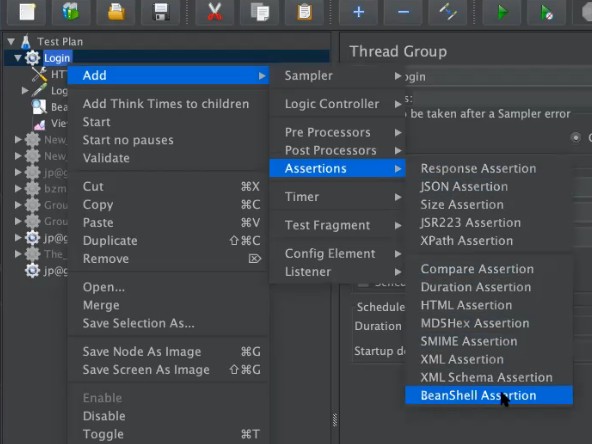 Test Plan
Login
HT
Log
Bea
View
New_
New_
jp@g
bzm
Grou
Grou
jp@g
The_
jp@g
Add
Add Think Times to children
Start
Start no pauses
Validate
Cut ⌘X
Copy ⌘C
Paste ⌘V
Duplicate ⇧⌘C
Remove ⌦
Open...
Merge
Save Selection As...
Save Node As Image ⌘G
Save Screen As Image ⇧⌘G
Enable
Disable
Toggle ⌘T
Sampler
Logic Controller
Pre Processors
Post Processors
Assertions
Timer
Test Fragment
Config Element
Listener
Response Assertion
JSON Assertion
Size Assertion
JSR223 Assertion
XPath Assertion
Compare Assertion
Duration Assertion
HTML Assertion
MD5Hex Assertion
SMIME Assertion
XML Assertion
XML Schema Assertion
BeanShell Assertion
Thread Group
ogin
s:
be taken after a Sampler error
Schedule
Duration
Startup de